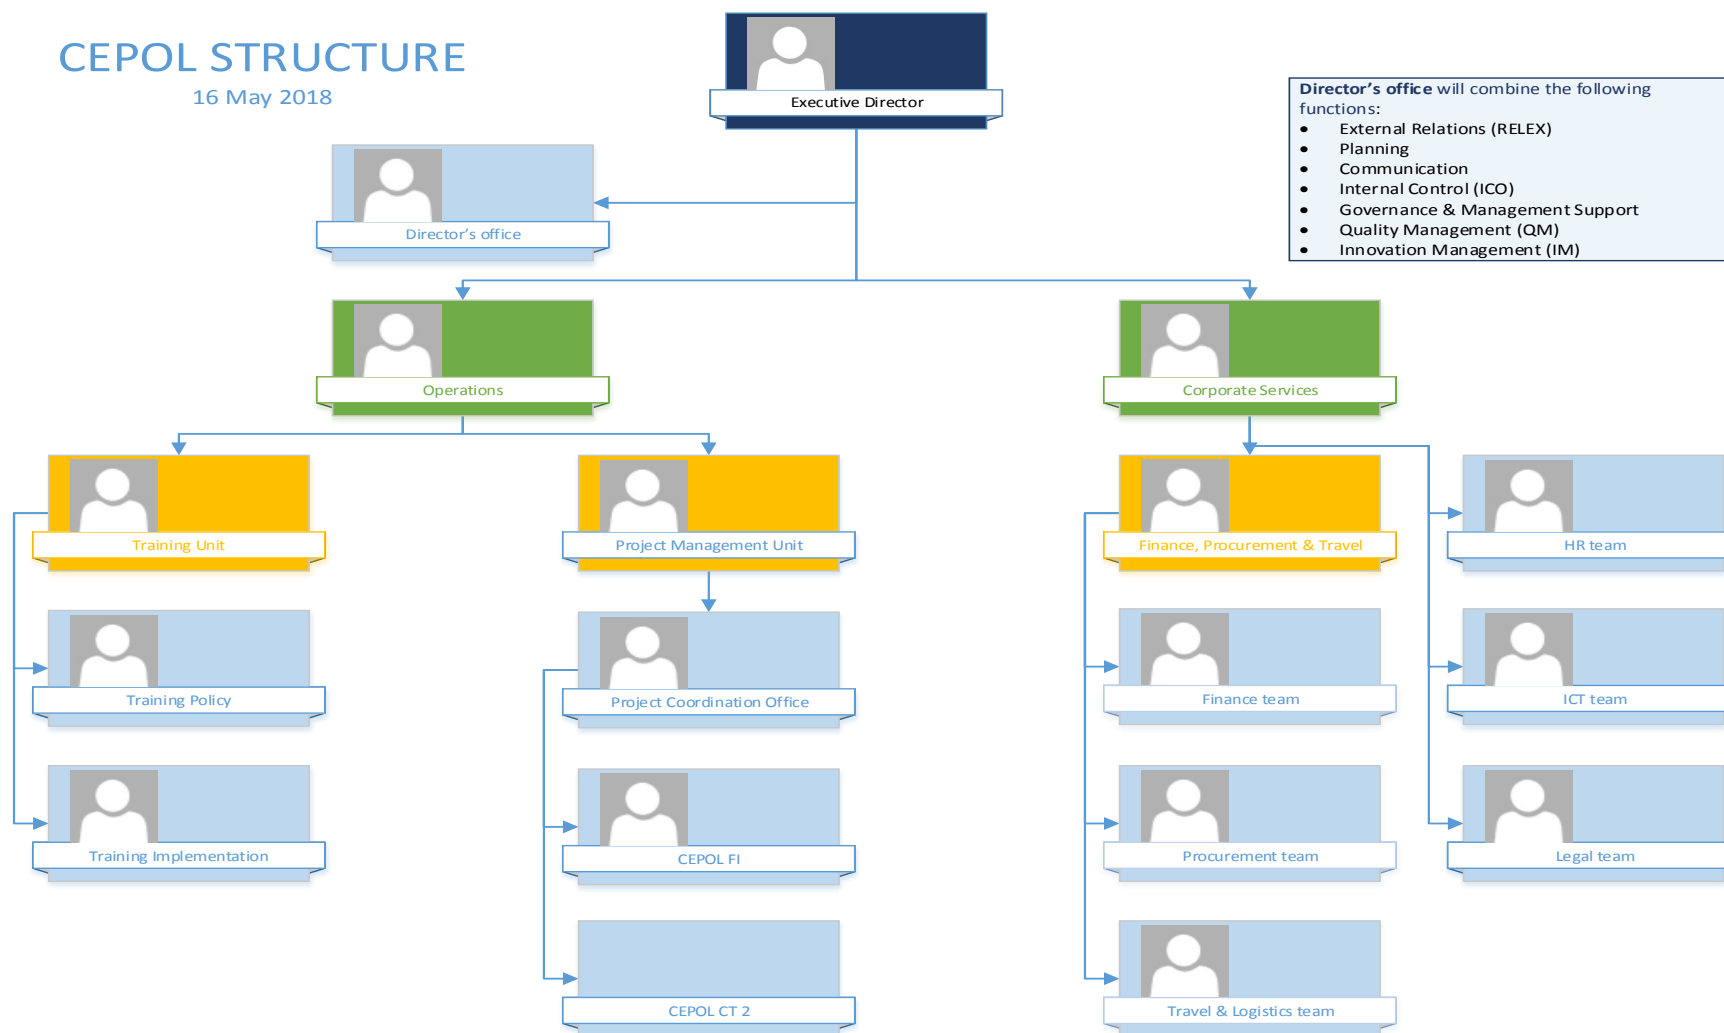 CEPOL STRUCTURE
16 May 2018
Executive Director
Director’s office will combine the following
functions:
• External Relations (RELEX)
• Planning
• Communication
• Internal Control (ICO)
• Governance & Management Support
• Quality Management (QM)
• Innovation Management (IM)
Director’s office
Operations
Corporate Services
Training Unit
Project Management Unit
Finance, Procurement & Travel
HR team
Training Policy
Project Coordination Office
Finance team
ICT team
Training Implementation
CEPOL FI
Procurement team
Legal team
CEPOL CT 2
Travel & Logistics team